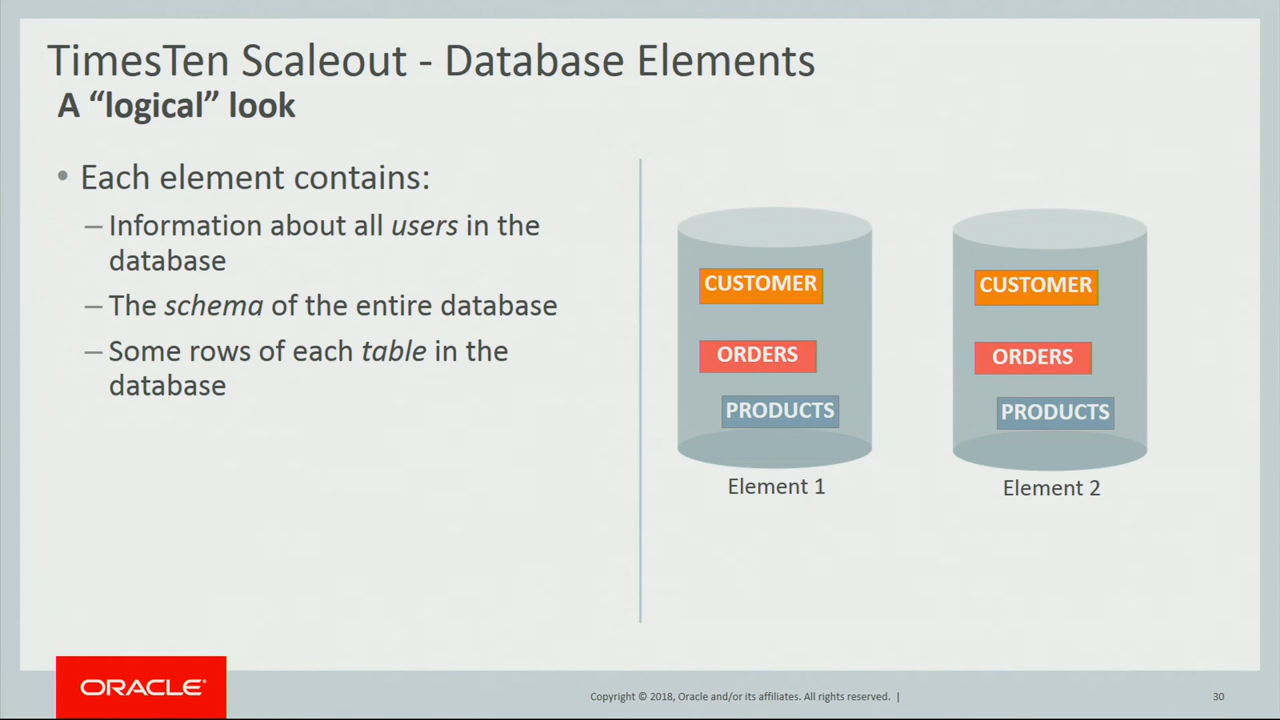 TimesTen Scaleout - Database Elements
A “logical” look
• Each element contains:
– Information about all users in the
database
– The schema of the entire database
– Some rows of each table in the
database
CUSTOMER
ORDERS
PRODUCTS
Element 1
CUSTOMER
ORDERS
PRODUCTS
Element 2
ORACLE®
Copyright © 2018, Oracle and/or its affiliates. All rights reserved. |
30